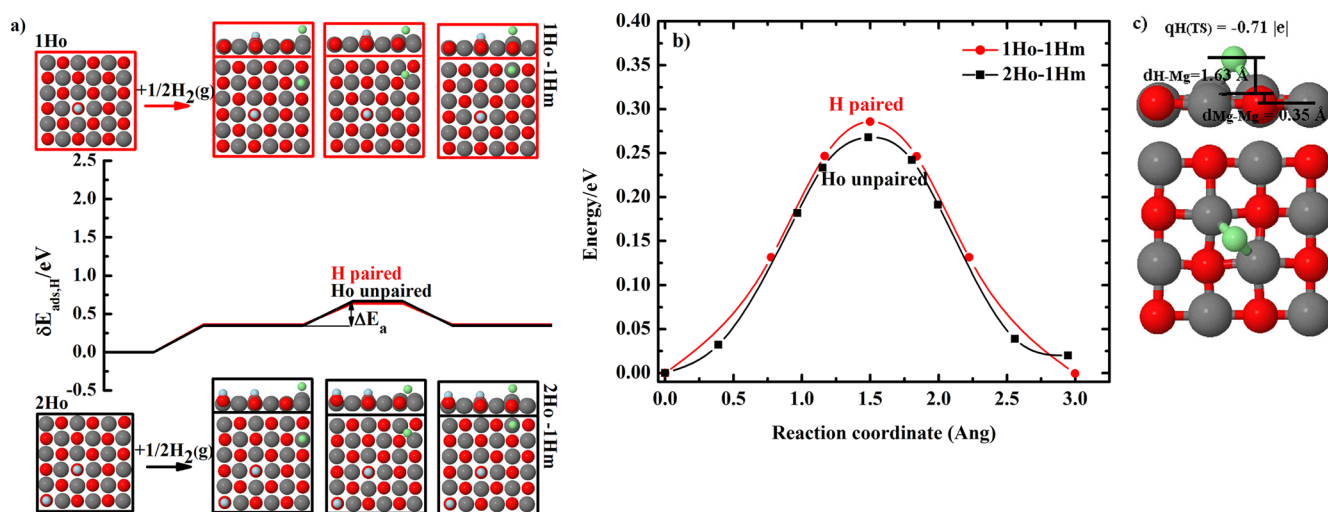 a)
1Ho
+1/2H2(g)
1Ho-1Hm
2.5
2.0
1.5
1.0
0.5
0.0
-0.5
δEads,H/eV
H paired
Ho unpaired
ΔEa
2Ho
+1/2H2(g)
2Ho-1Hm
b)
0.40
0.35
0.30
0.25
0.20
0.15
0.10
0.05
0.00
Energy/eV
1Ho-1Hm
2Ho-1Hm
H paired
Ho unpaired
0.0 0.5 1.0 1.5 2.0 2.5 3.0
Reaction coordinate (Ang)
c)
qH(TS) = -0.71 |e|
dH-Mg=1.63 Å
dMg-Mg = 0.35 Å